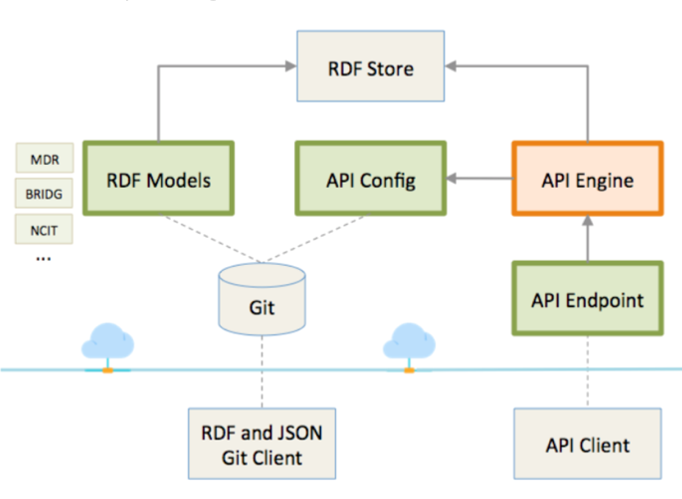 RDF Store
MDR
BRIDG
NCIT
...
RDF Models
API Config
API Engine
Git
API Endpoint
RDF and JSON
Git Client
API Client